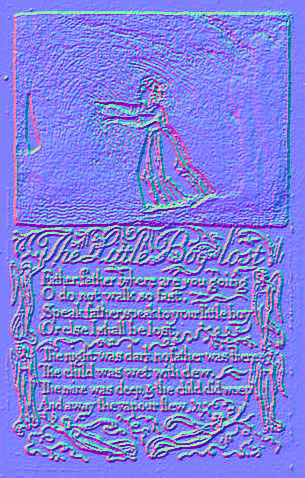 The Little Boy lost
Father, father, where are you going
O do not walk so fast.
Speak father, speak to your little boy
Or else I shall be lost,
The night was dark no father was there
The child was wet with dew.
The mire was deep, & the child did weep
And away the vapour flew